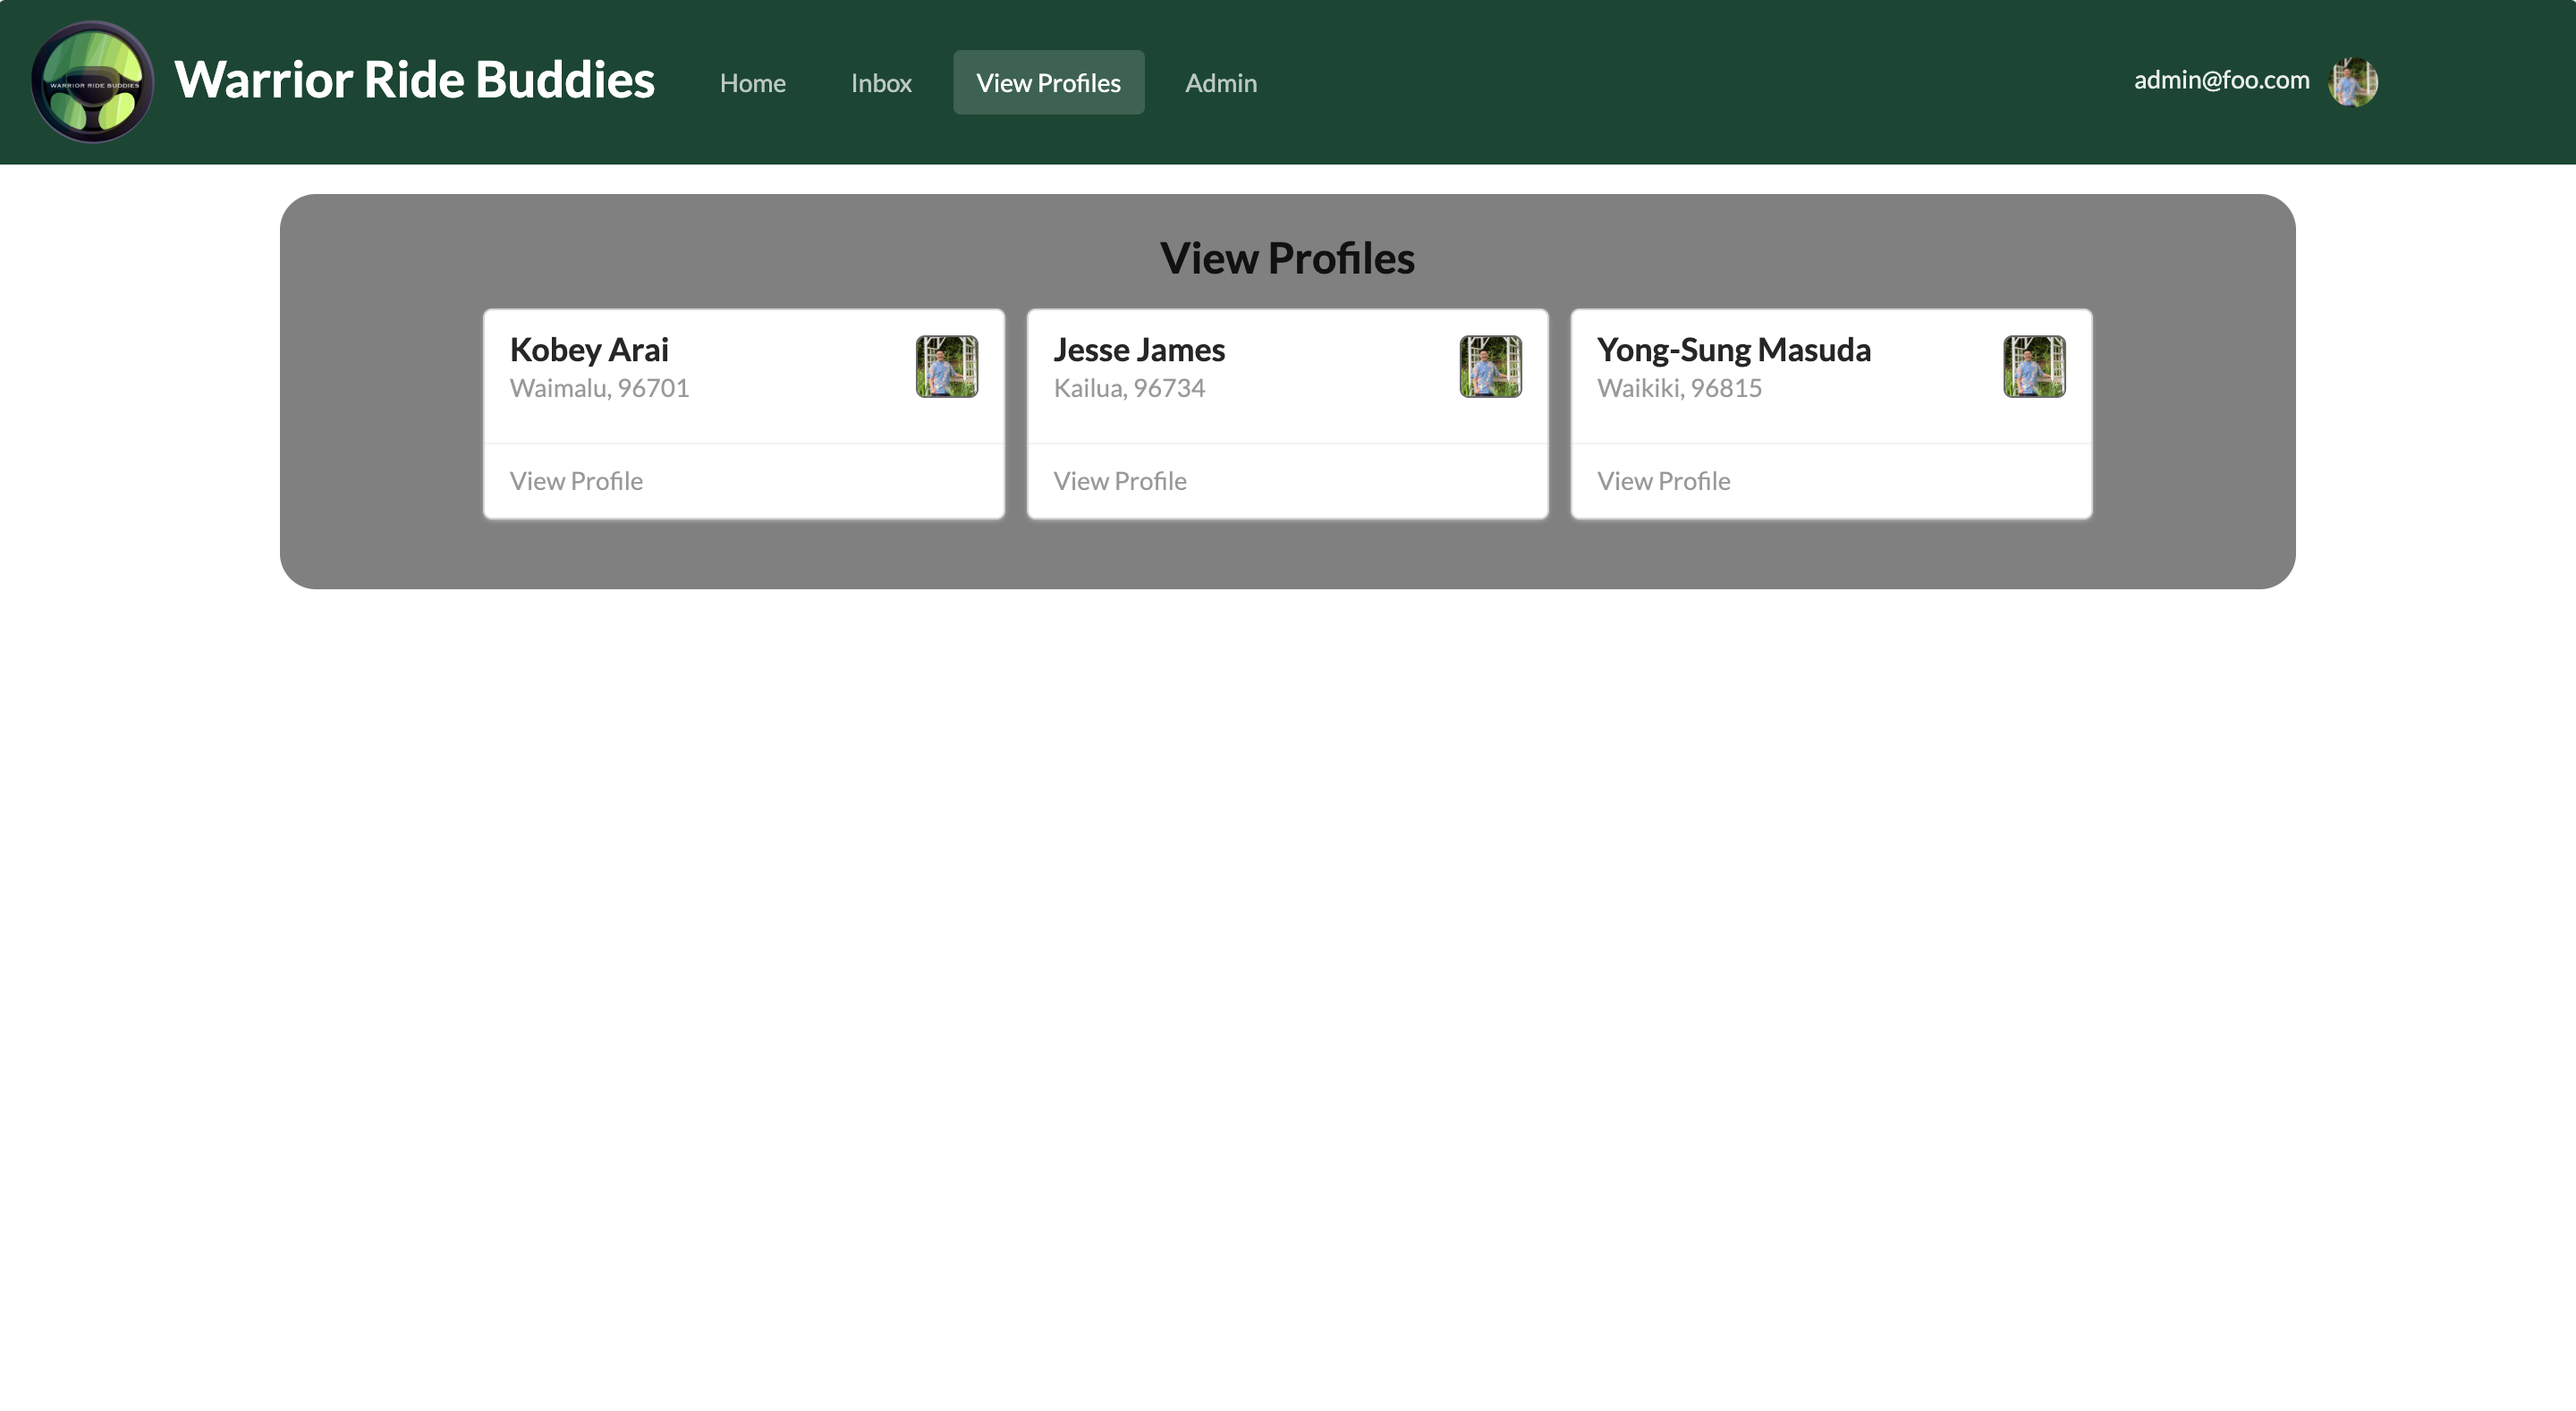 WARRIOR RIDE BUDDIES
Warrior Ride Buddies
Home
Inbox
View Profiles
Admin
admin@foo.com
View Profiles
Kobey Arai
Waimalu, 96701
View Profile
Jesse James
Kailua, 96734
View Profile
Yong-Sung Masuda
Waikiki, 96815
View Profile